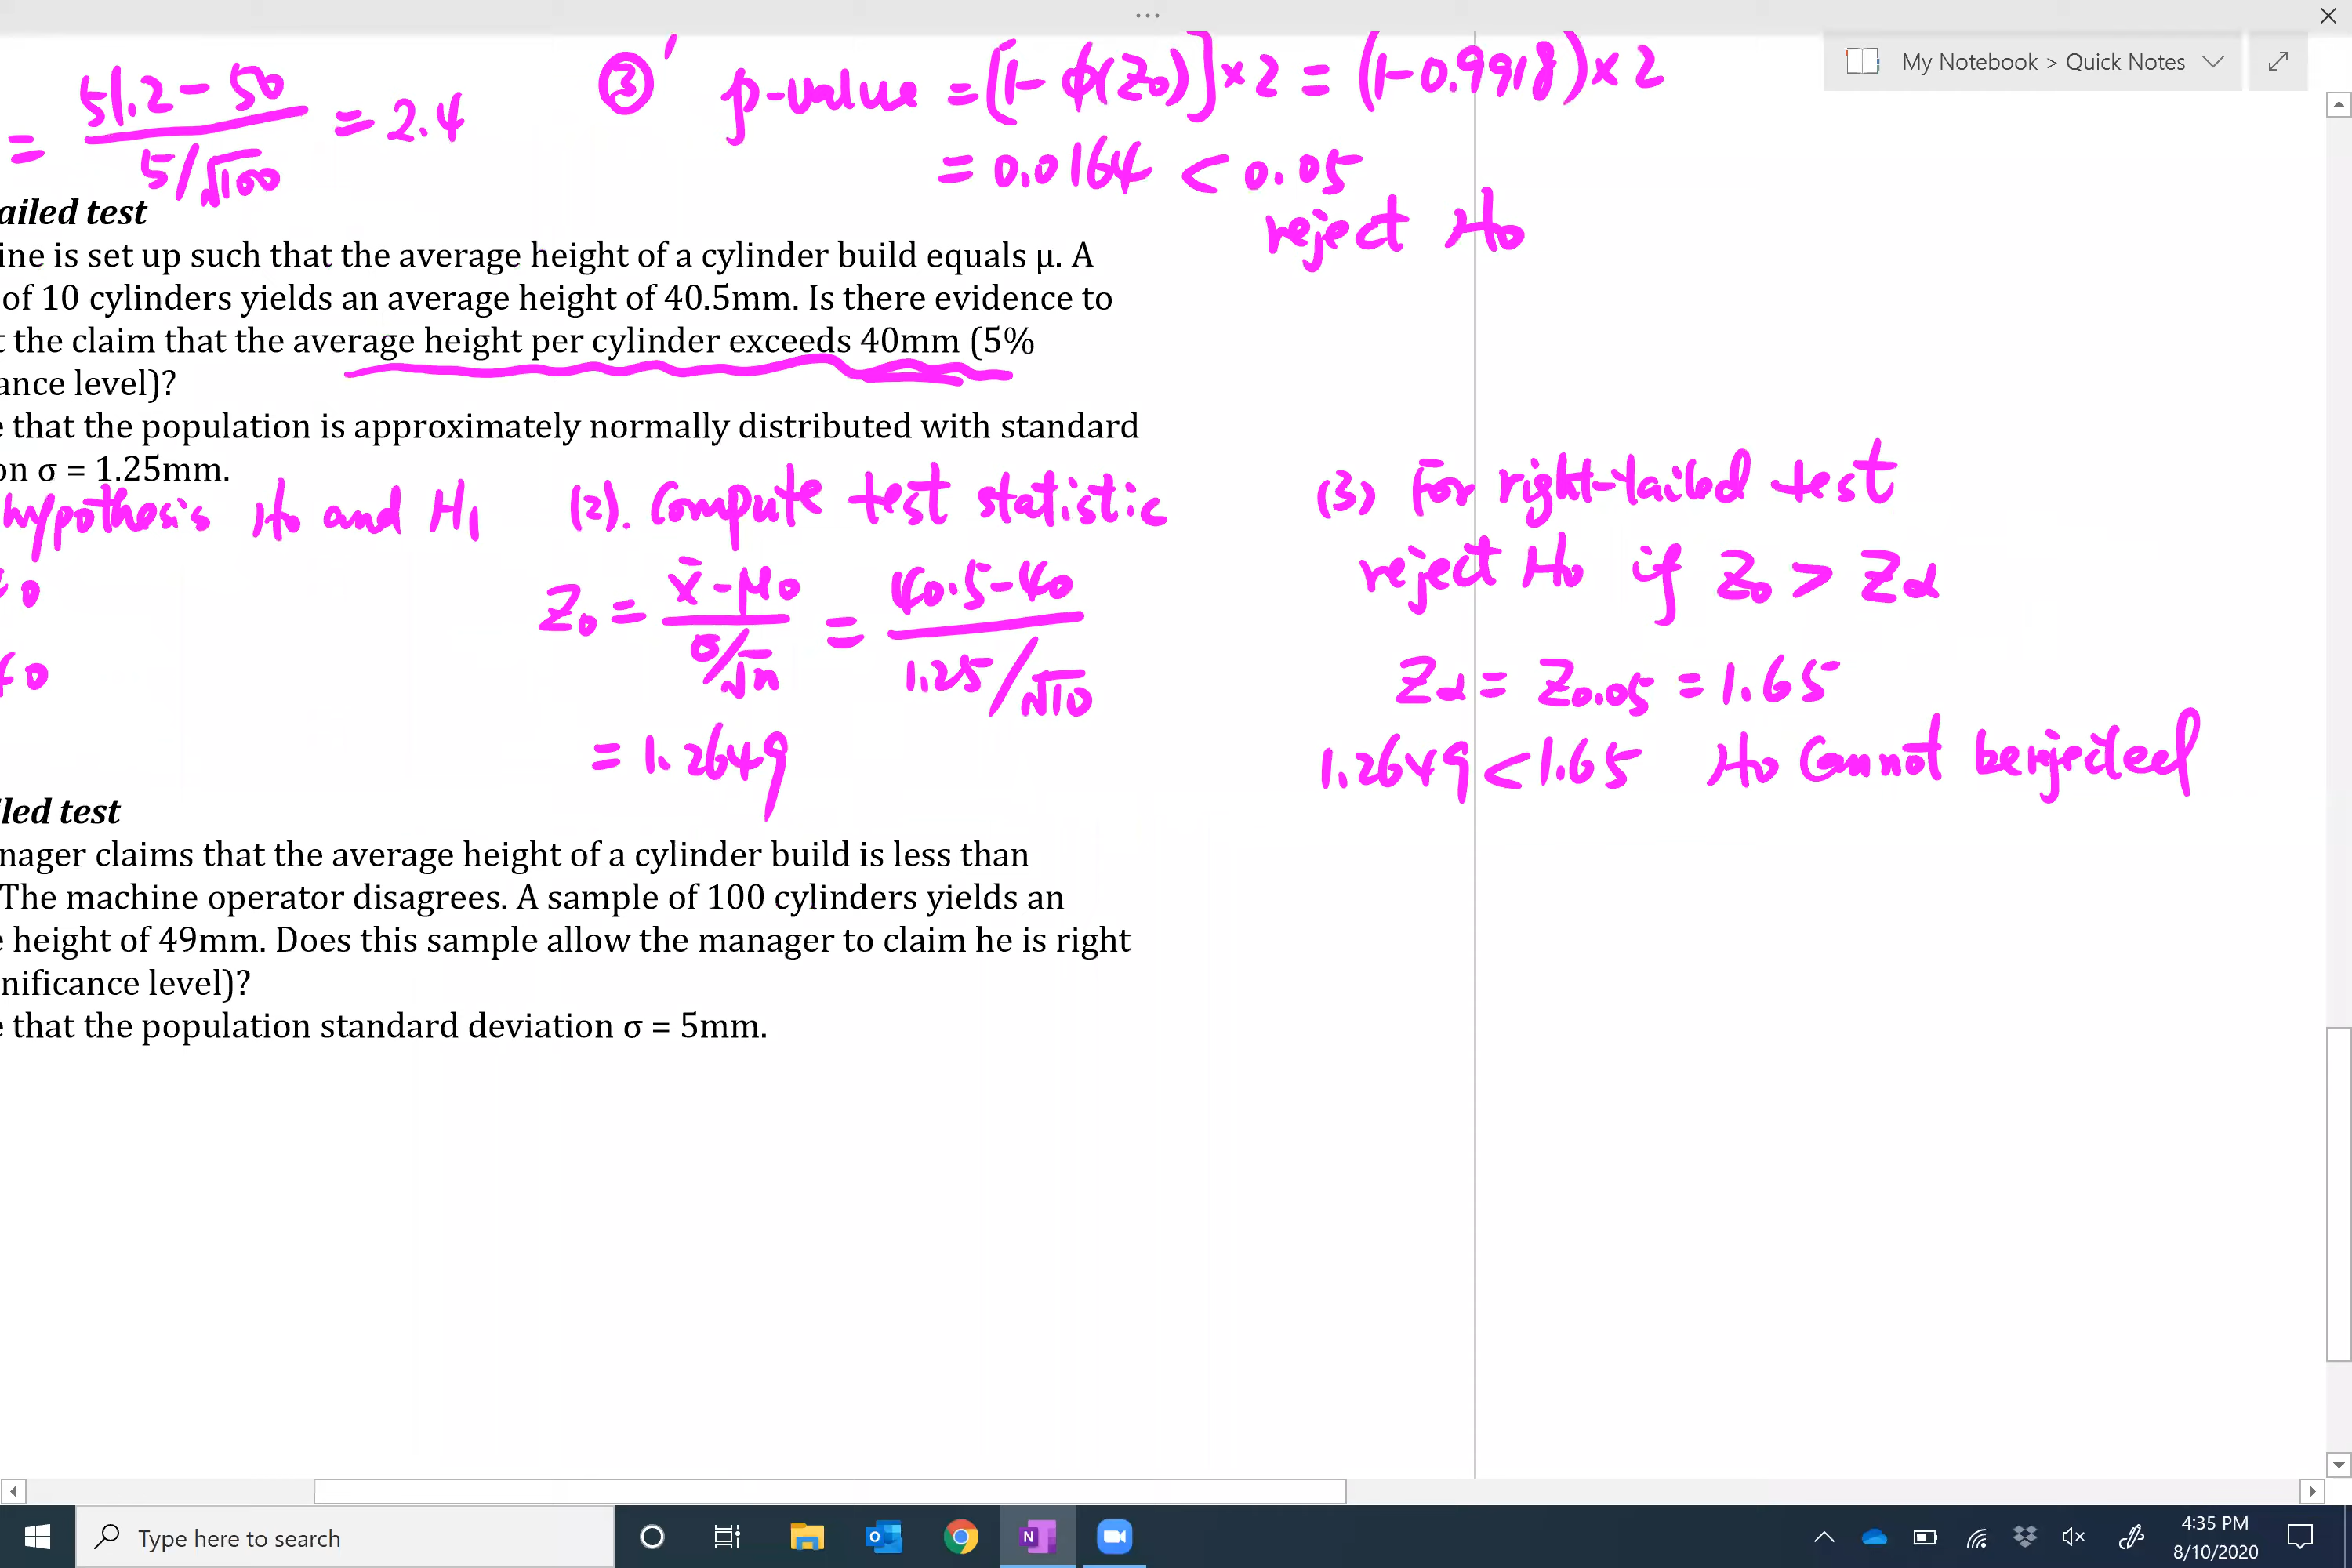 My Notebook > Quick Notes
= 51.2 - 50 / 5/√100 = 2.4
③' p-value = [1 - ϕ(Z₀)] × 2 = (1 - 0.9918) × 2
= 0.0164 < 0.05
reject H₀
ailed test
ine is set up such that the average height of a cylinder build equals μ. A
of 10 cylinders yields an average height of 40.5mm. Is there evidence to
t the claim that the average height per cylinder exceeds 40mm (5%
ance level)?
e that the population is approximately normally distributed with standard
on σ = 1.25mm.
hypothesis H₀ and H₁
(2). Compute test statistic
Z₀ = x̄ - μ₀ / σ/√n = 40.5 - 40 / 1.25/√10
= 1.2649
(3) For right-tailed test
reject H₀ if Z₀ > Zα
Zα = Z₀.₀₅ = 1.65
1.2649 < 1.65 H₀ Cannot be rejected
led test
nager claims that the average height of a cylinder build is less than
The machine operator disagrees. A sample of 100 cylinders yields an
e height of 49mm. Does this sample allow the manager to claim he is right
nificance level)?
e that the population standard deviation σ = 5mm.
Type here to search
4:35 PM
8/10/2020